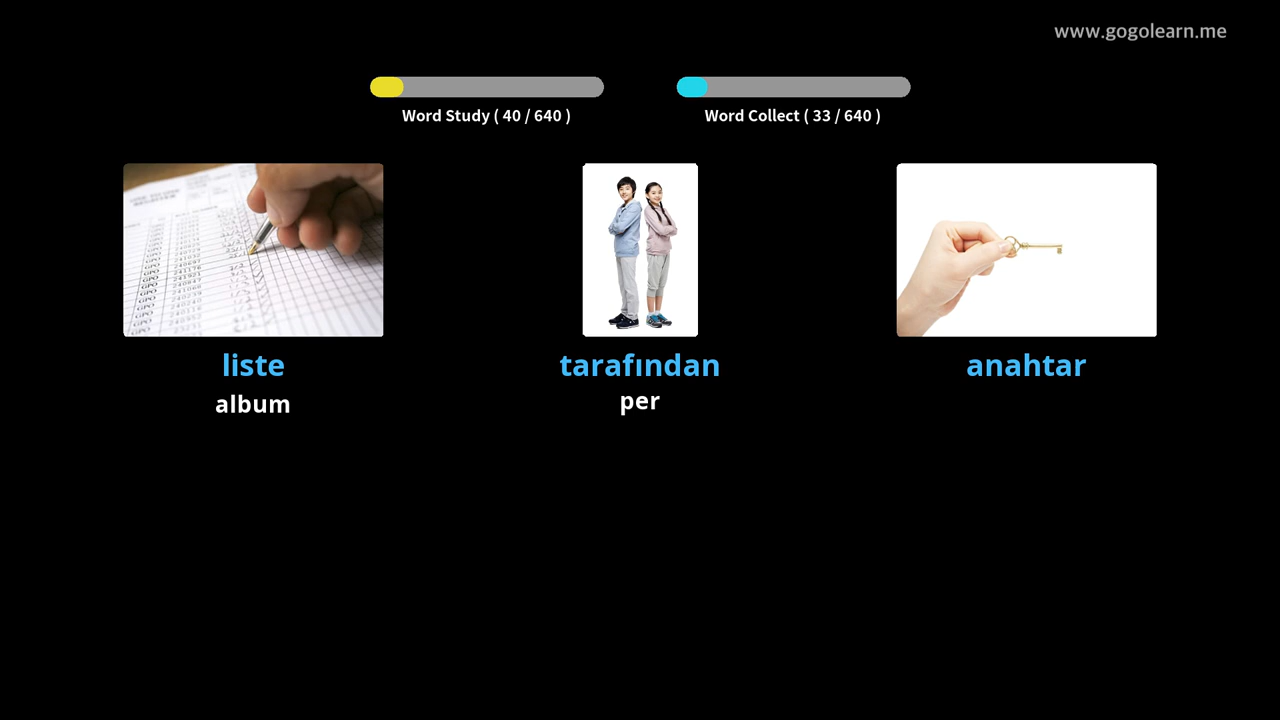 www.gogolearn.me
Word Study ( 40 / 640 )
Word Collect ( 33 / 640 )
liste
tarafından
anahtar
album
per